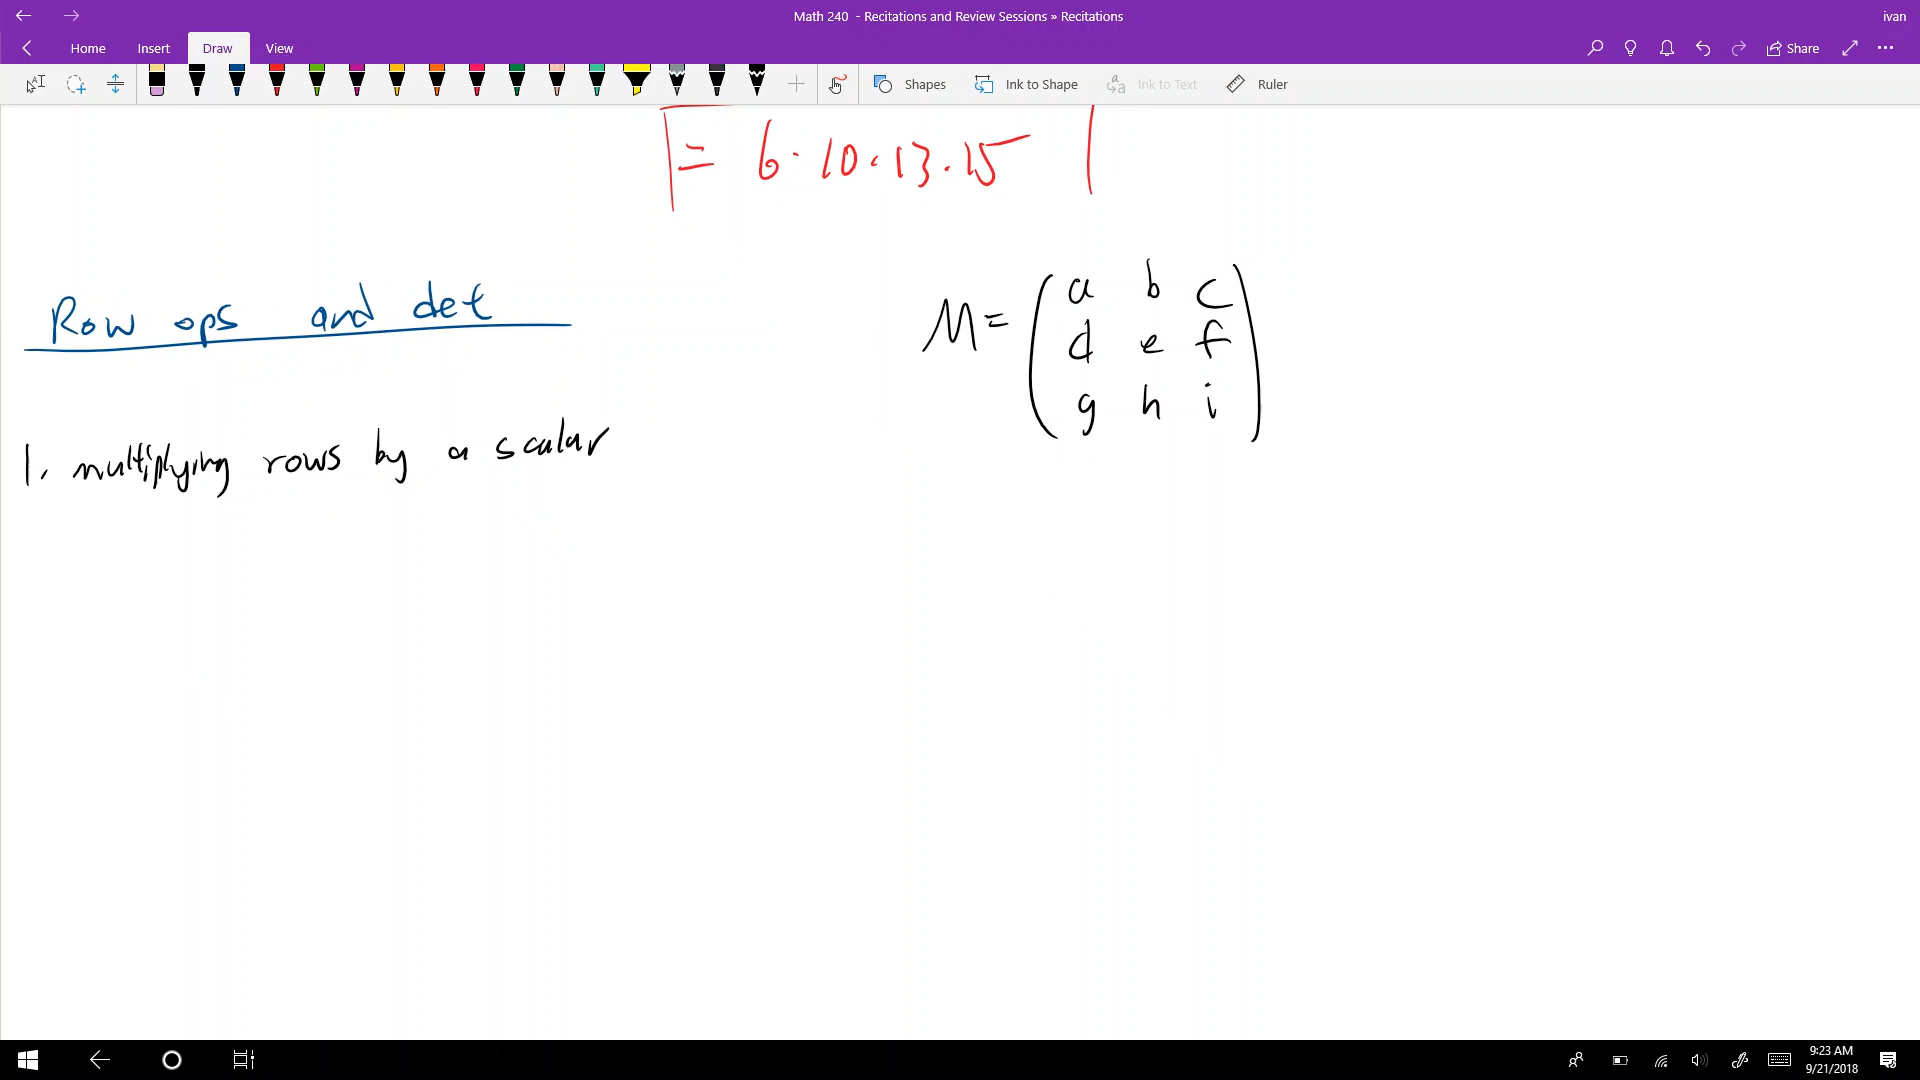 Math 240 - Recitations and Review Sessions » Recitations
ivan
Home Insert Draw View
Share
Shapes Ink to Shape Ink to Text Ruler
= 6 · 10 · 13 · 15
Row ops and det
M = ( a b c
d e f
g h i )
1. multiplying rows by a scalar
9:23 AM
9/21/2018